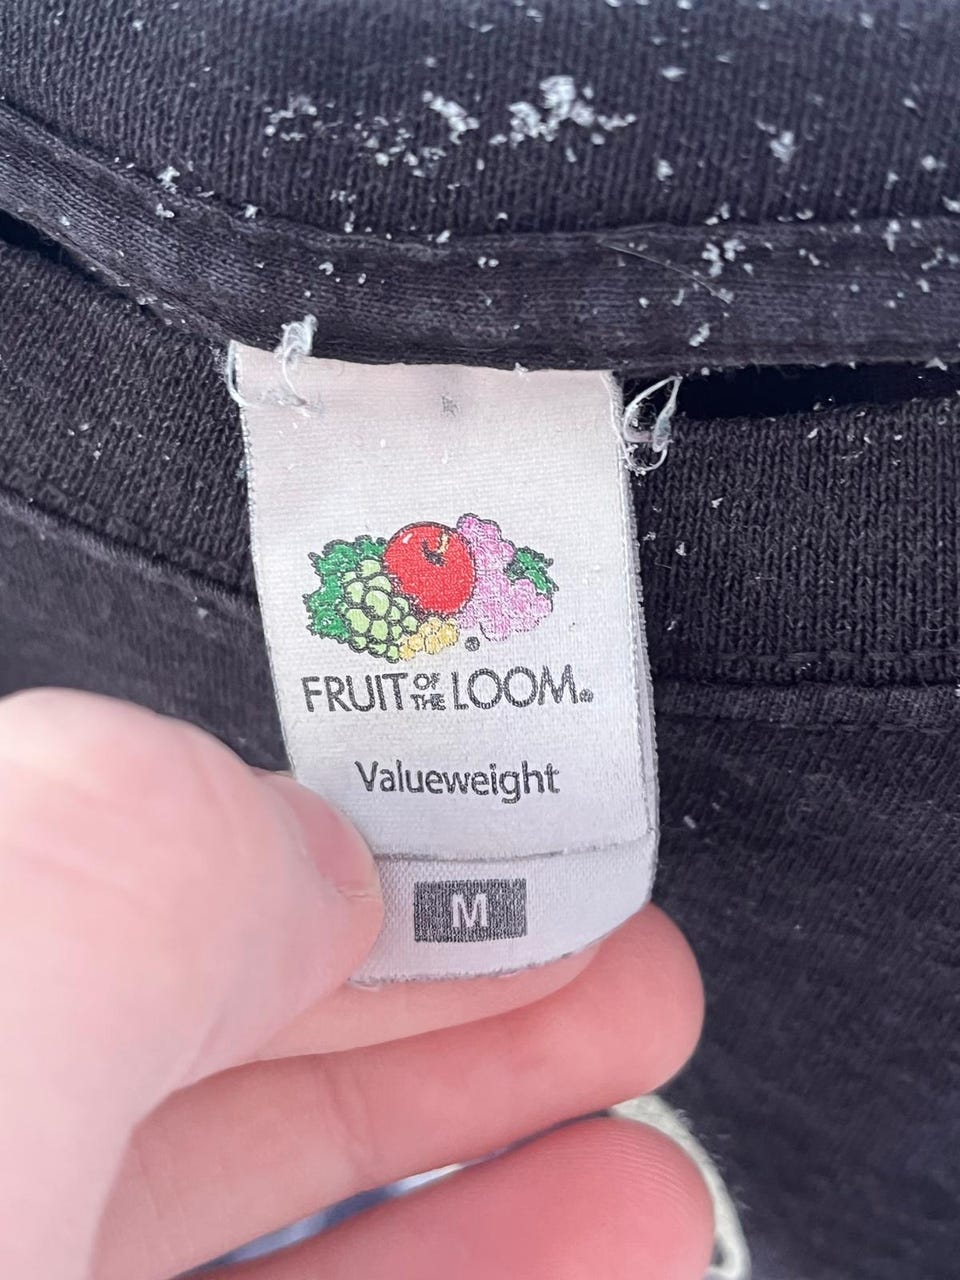 FRUIT OF THE LOOM®
Valueweight
M